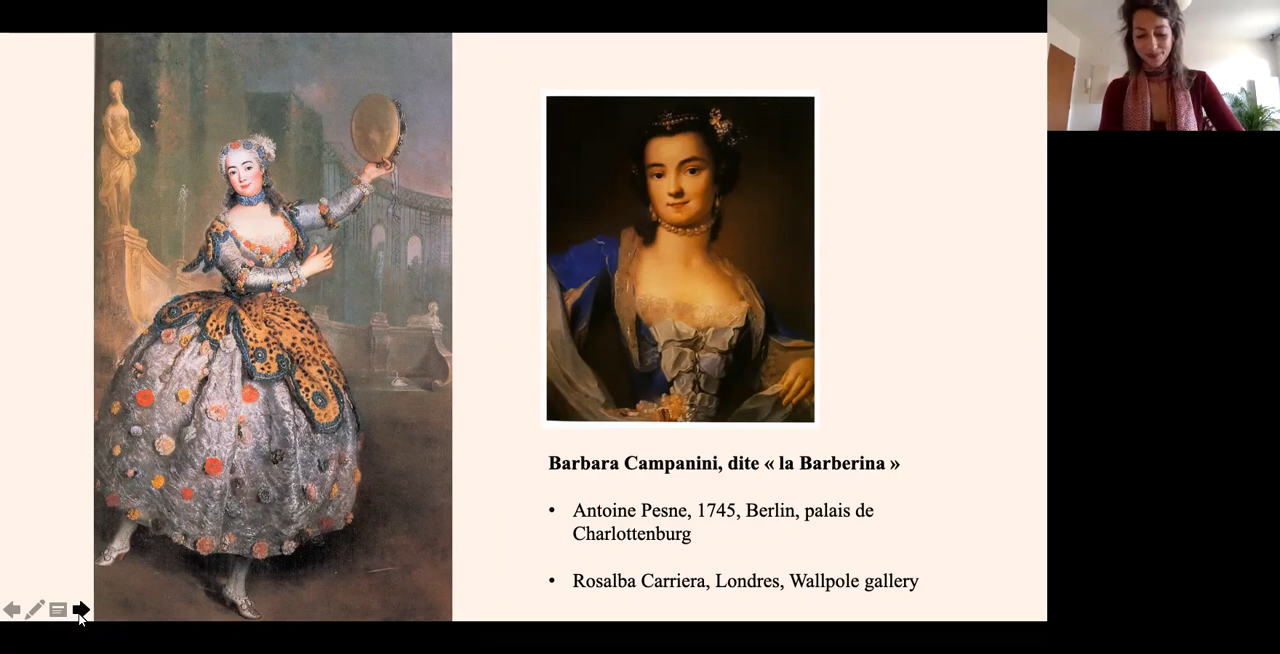 Barbara Campanini, dite « la Barberina »
• Antoine Pesne, 1745, Berlin, palais de
Charlottenburg
• Rosalba Carriera, Londres, Wallpole gallery